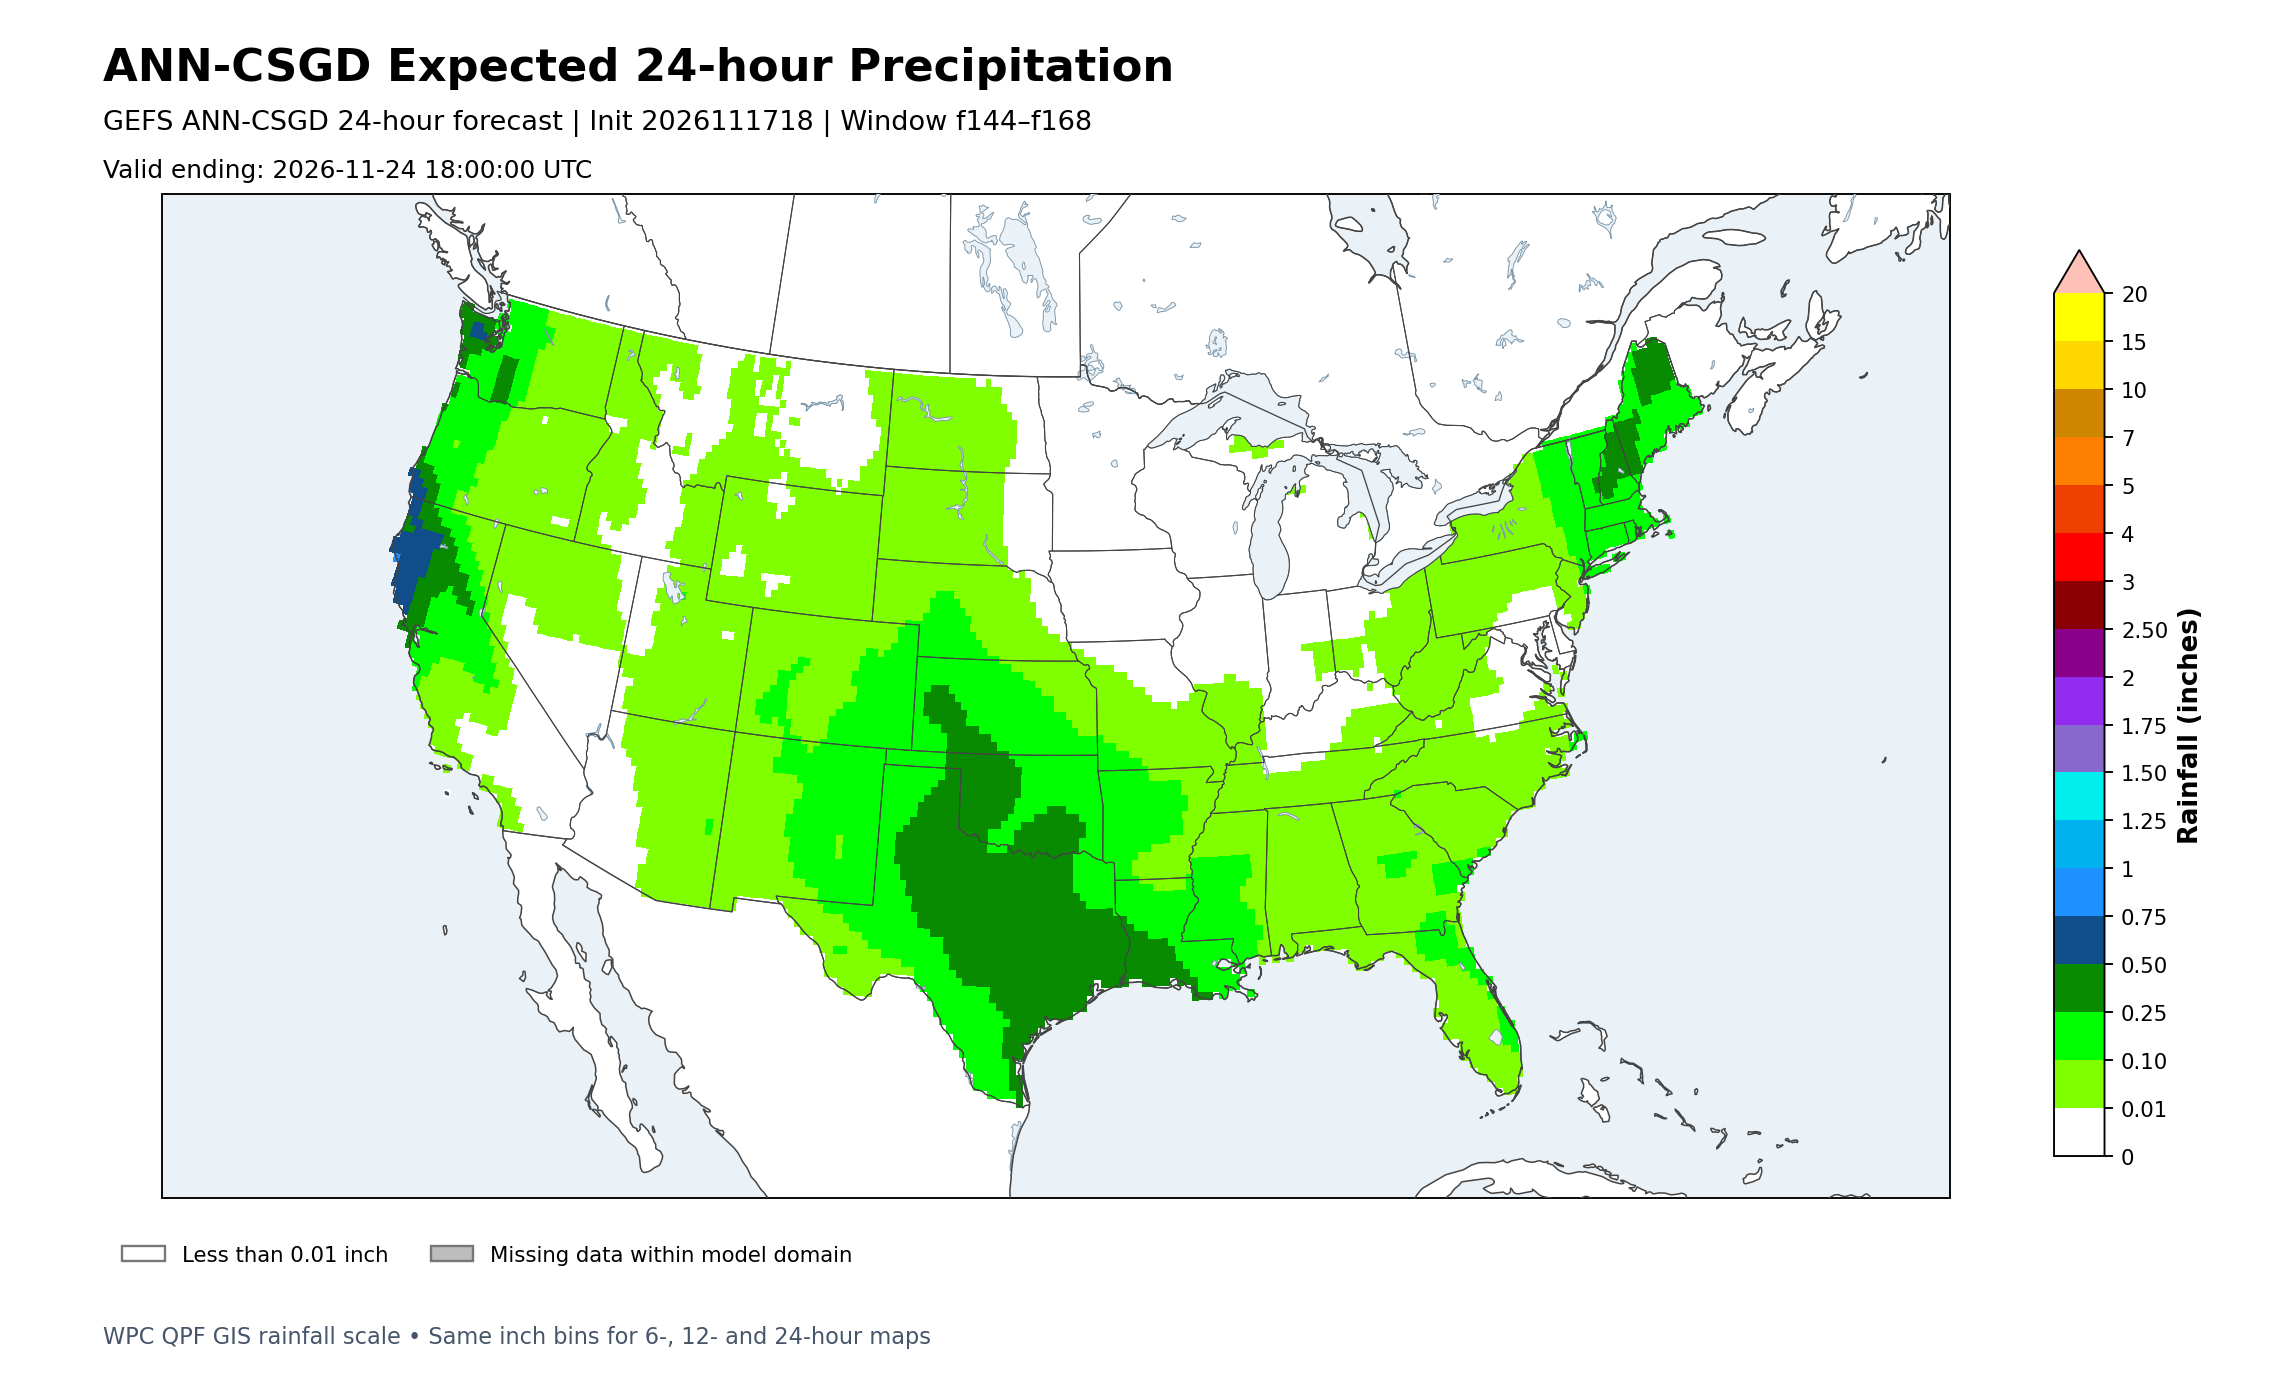 ANN-CSGD Expected 24-hour Precipitation
GEFS ANN-CSGD 24-hour forecast | Init 2026111718 | Window f144–f168
Valid ending: 2026-11-24 18:00:00 UTC
20
15
10
7
5
4
3
2.50
2
1.75
1.50
1.25
1
0.75
0.50
0.25
0.10
0.01
0
Rainfall (inches)
Less than 0.01 inch
Missing data within model domain
WPC QPF GIS rainfall scale • Same inch bins for 6-, 12- and 24-hour maps